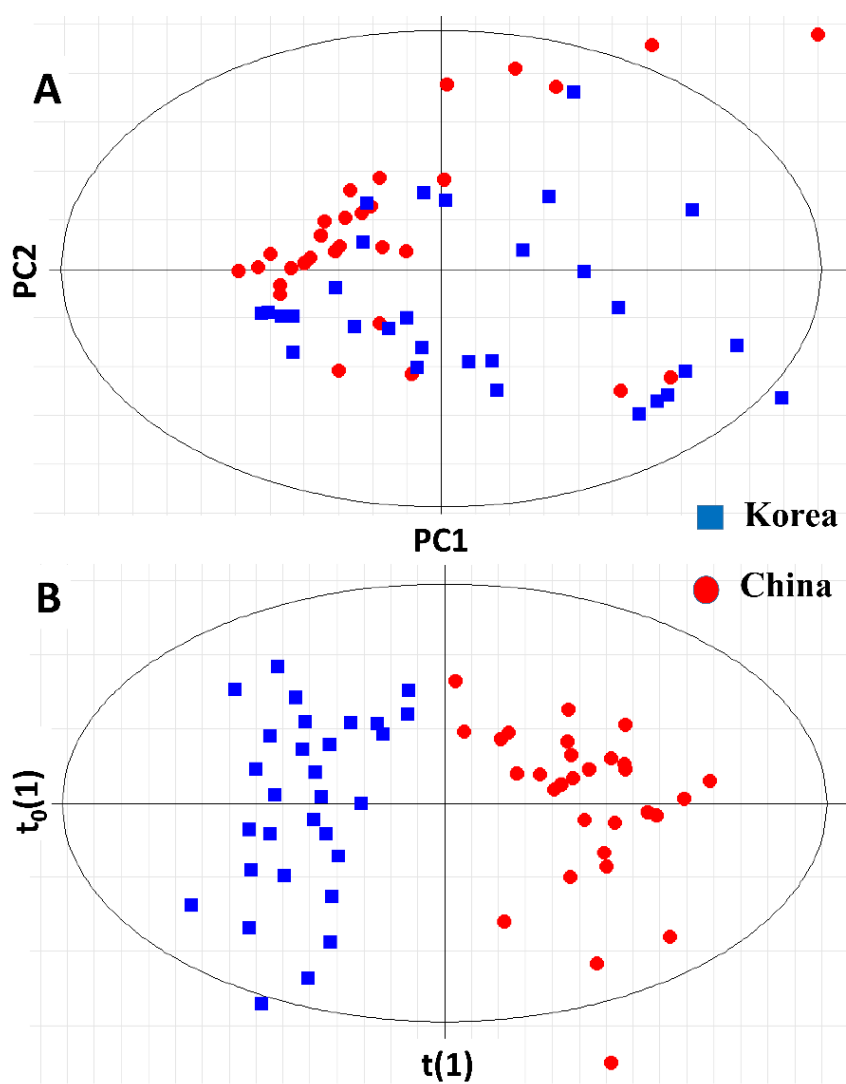 A
PC2
PC1
Korea
China
B
t₀(1)
t(1)